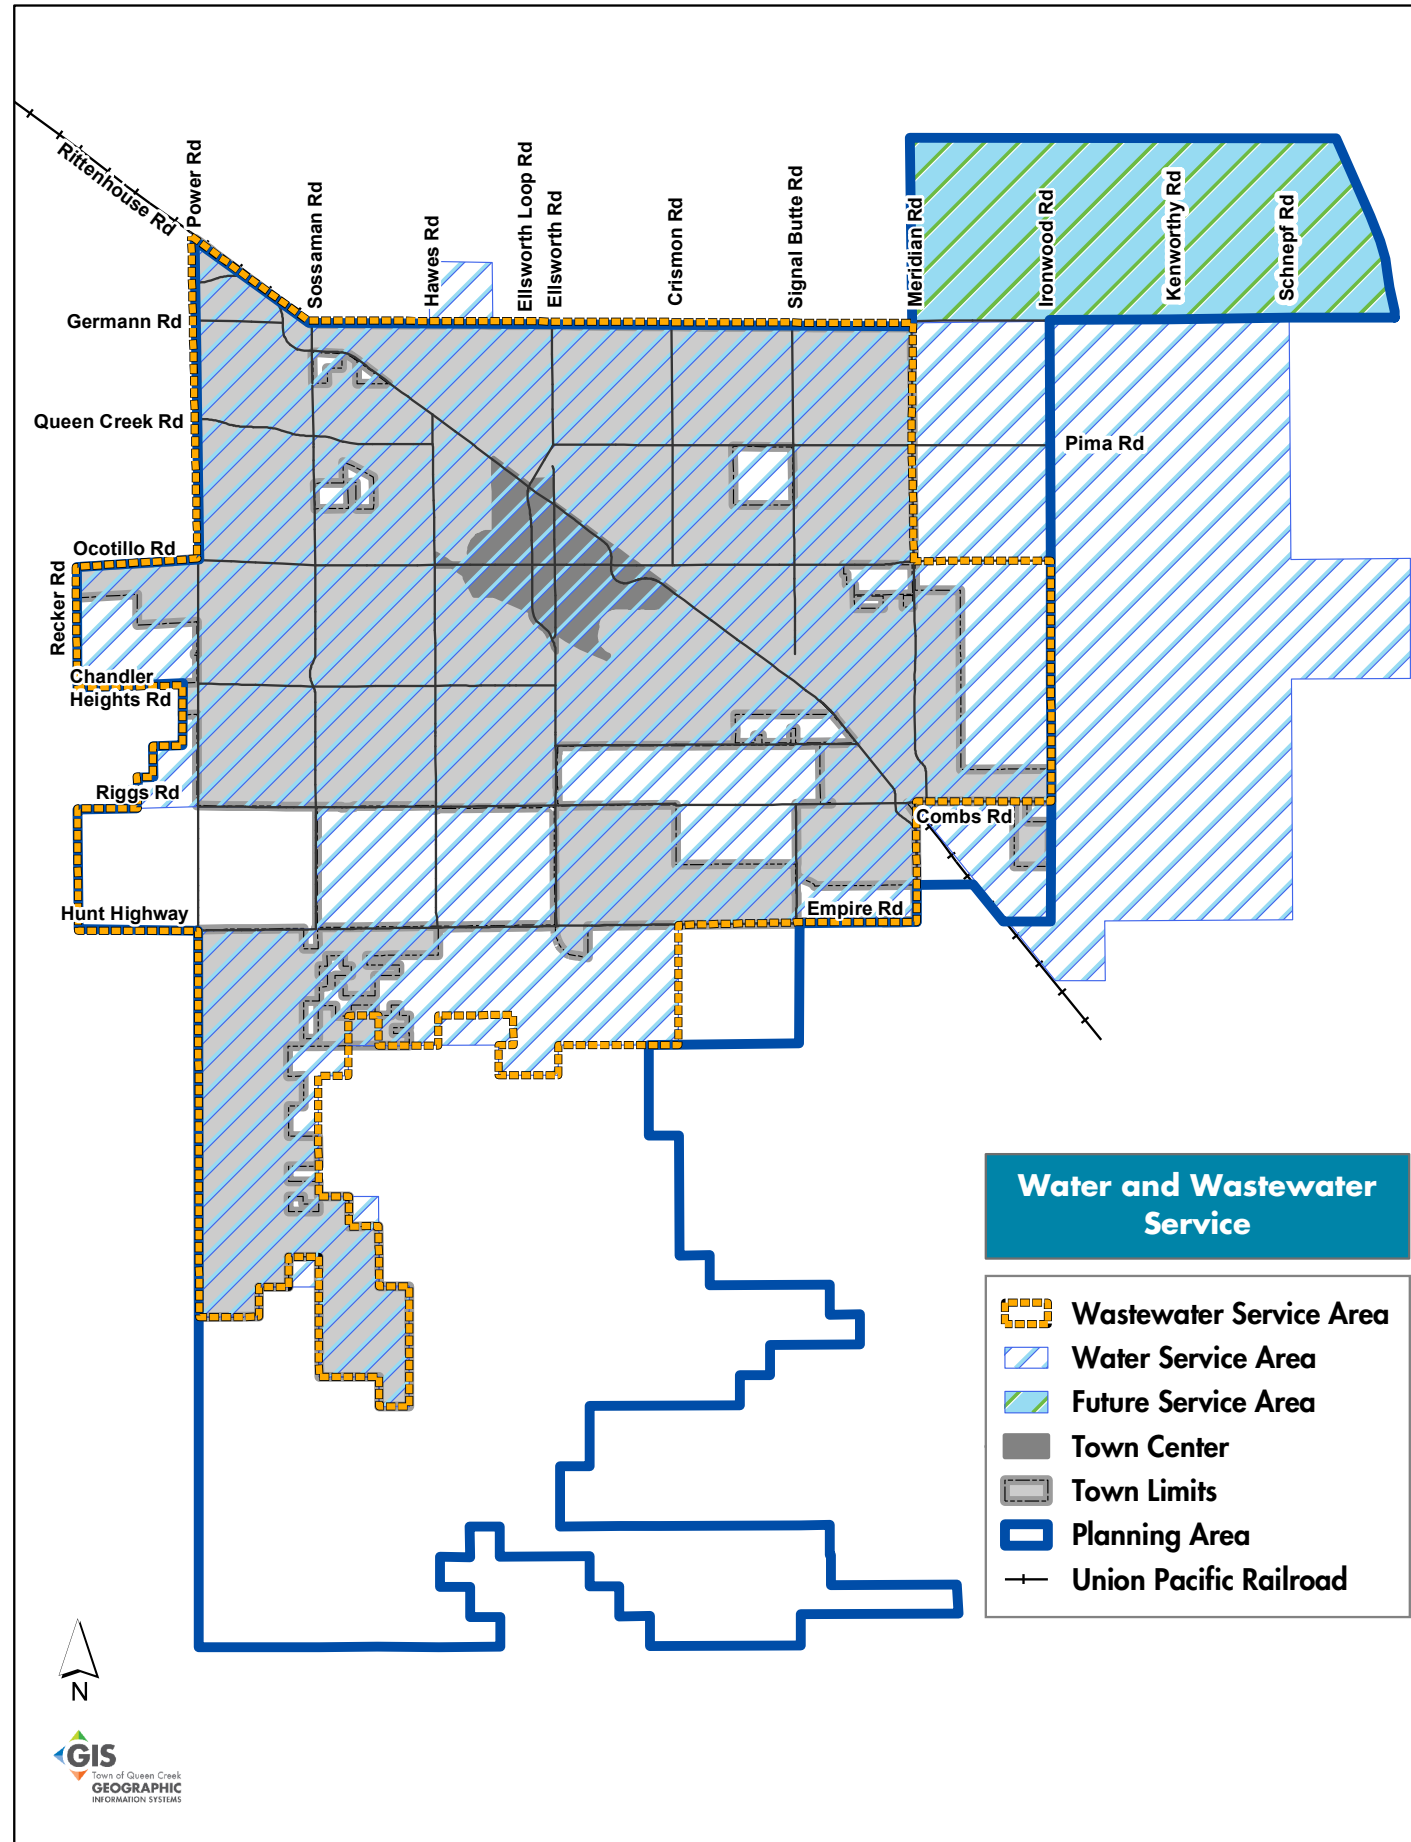 Rittenhouse Rd
Power Rd
Sossaman Rd
Hawes Rd
Ellsworth Loop Rd
Ellsworth Rd
Crismon Rd
Signal Butte Rd
Meridian Rd
Ironwood Rd
Kenworthy Rd
Schnepf Rd
Germann Rd
Queen Creek Rd
Pima Rd
Ocotillo Rd
Recker Rd
Chandler
Heights Rd
Riggs Rd
Combs Rd
Hunt Highway
Empire Rd
Water and Wastewater
Service
Wastewater Service Area
Water Service Area
Future Service Area
Town Center
Town Limits
Planning Area
Union Pacific Railroad
N
GIS
Town of Queen Creek
GEOGRAPHIC
INFORMATION SYSTEMS